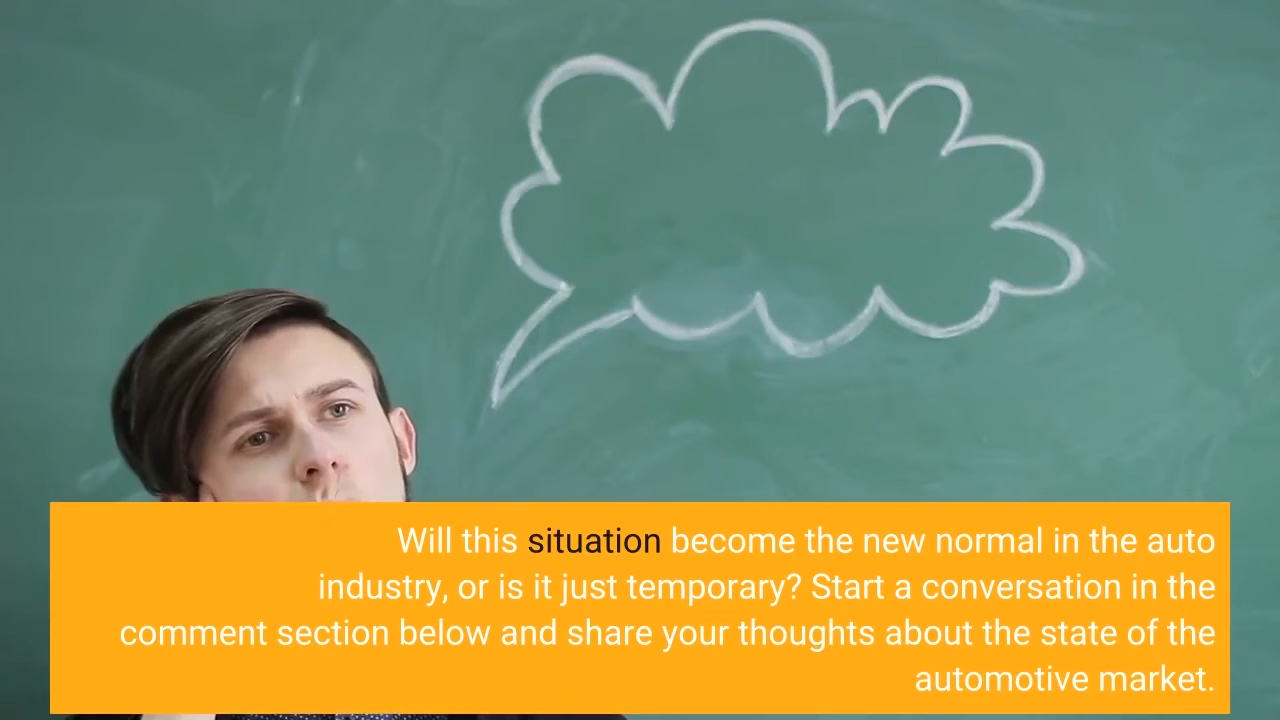 Will this situation become the new normal in the auto
industry, or is it just temporary? Start a conversation in the
comment section below and share your thoughts about the state of the
automotive market.